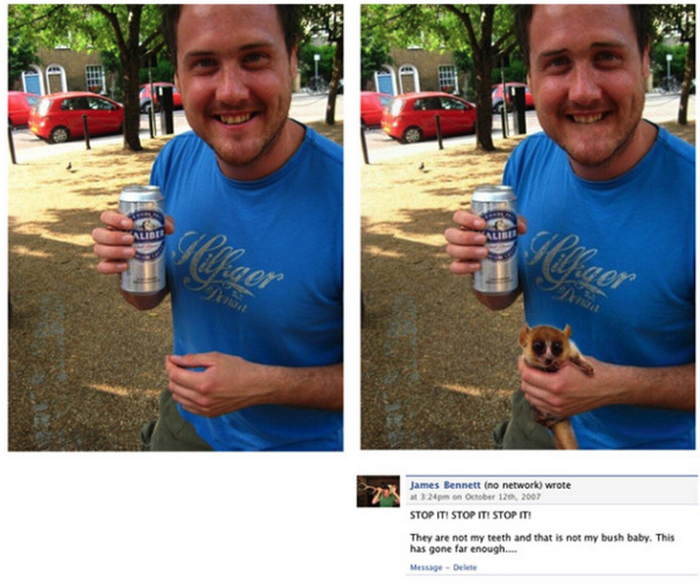 ALIBER
Hilfiger
Denim
ALIBER
Hilfiger
Denim
James Bennett (no network) wrote
at 3:24pm on October 12th, 2007
STOP IT! STOP IT! STOP IT!
They are not my teeth and that is not my bush baby. This
has gone far enough....
Message - Delete